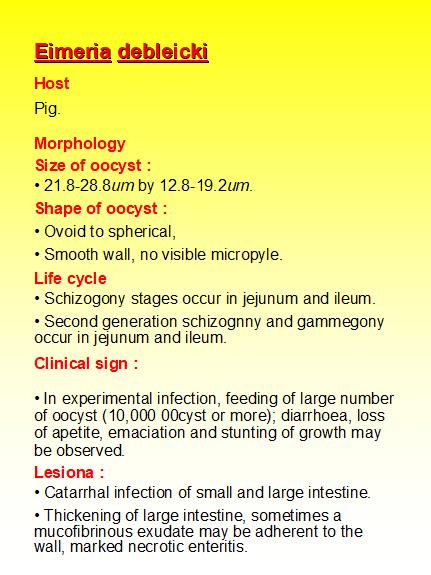 Eimeria debleicki
Host
Pig.
Morphology
Size of oocyst :
• 21.8-28.8um by 12.8-19.2um.
Shape of oocyst :
• Ovoid to spherical,
• Smooth wall, no visible micropyle.
Life cycle
• Schizogony stages occur in jejunum and ileum.
• Second generation schizognny and gammegony
occur in jejunum and ileum.
Clinical sign :
• In experimental infection, feeding of large number
of oocyst (10,000 00cyst or more); diarrhoea, loss
of apetite, emaciation and stunting of growth may
be observed.
Lesiona :
• Catarrhal infection of small and large intestine.
• Thickening of large intestine, sometimes a
mucofibrinous exudate may be adherent to the
wall, marked necrotic enteritis.